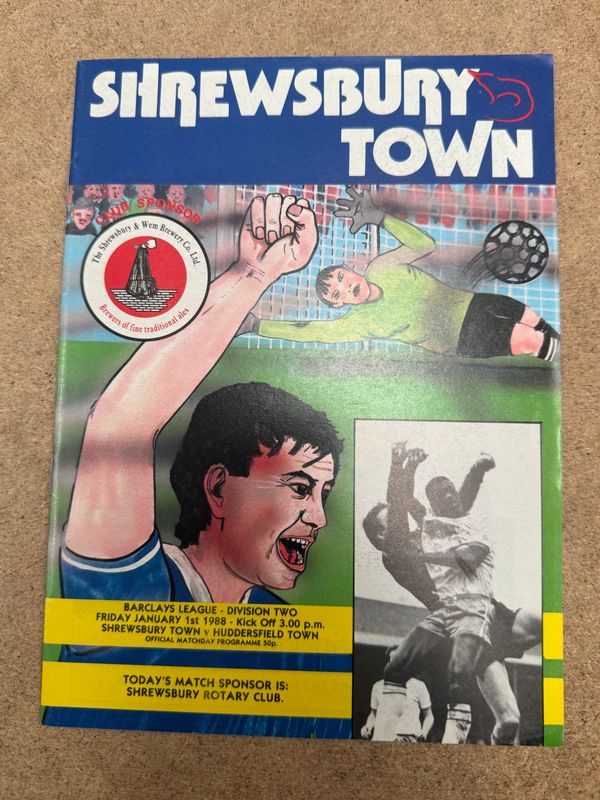 SHREWSBURY
TOWN
CLUB SPONSOR
The Shrewsbury & Wem Brewery Co. Ltd.
Brewers of fine traditional ales
BARCLAYS LEAGUE - DIVISION TWO
FRIDAY JANUARY 1st 1988 - Kick Off 3.00 p.m.
SHREWSBURY TOWN v HUDDERSFIELD TOWN
OFFICIAL MATCHDAY PROGRAMME 50p.
TODAY'S MATCH SPONSOR IS:
SHREWSBURY ROTARY CLUB.